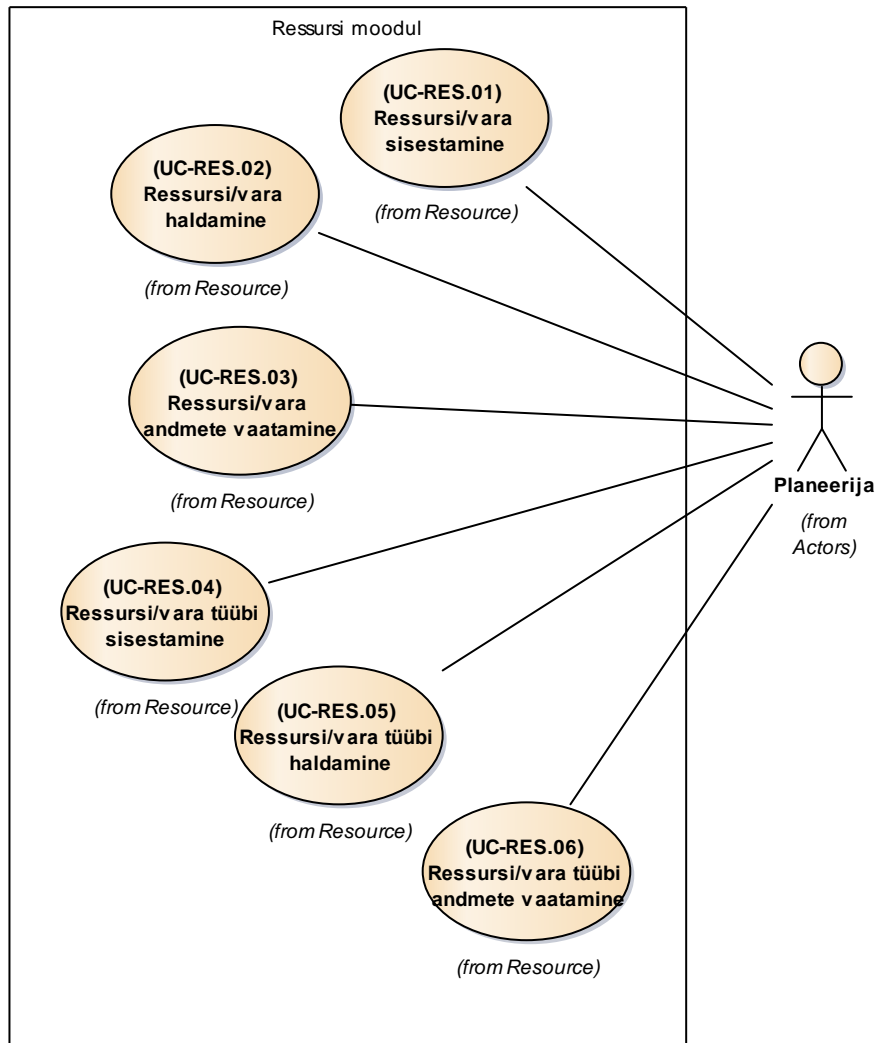 Ressursi moodul
(UC-RES.01)
Ressursi/vara
sisestamine
(from Resource)
(UC-RES.02)
Ressursi/vara
haldamine
(from Resource)
(UC-RES.03)
Ressursi/vara
andmete vaatamine
(from Resource)
Planeerija
(from
Actors)
(UC-RES.04)
Ressursi/vara tüübi
sisestamine
(from Resource)
(UC-RES.05)
Ressursi/vara tüübi
haldamine
(from Resource)
(UC-RES.06)
Ressursi/vara tüübi
andmete vaatamine
(from Resource)